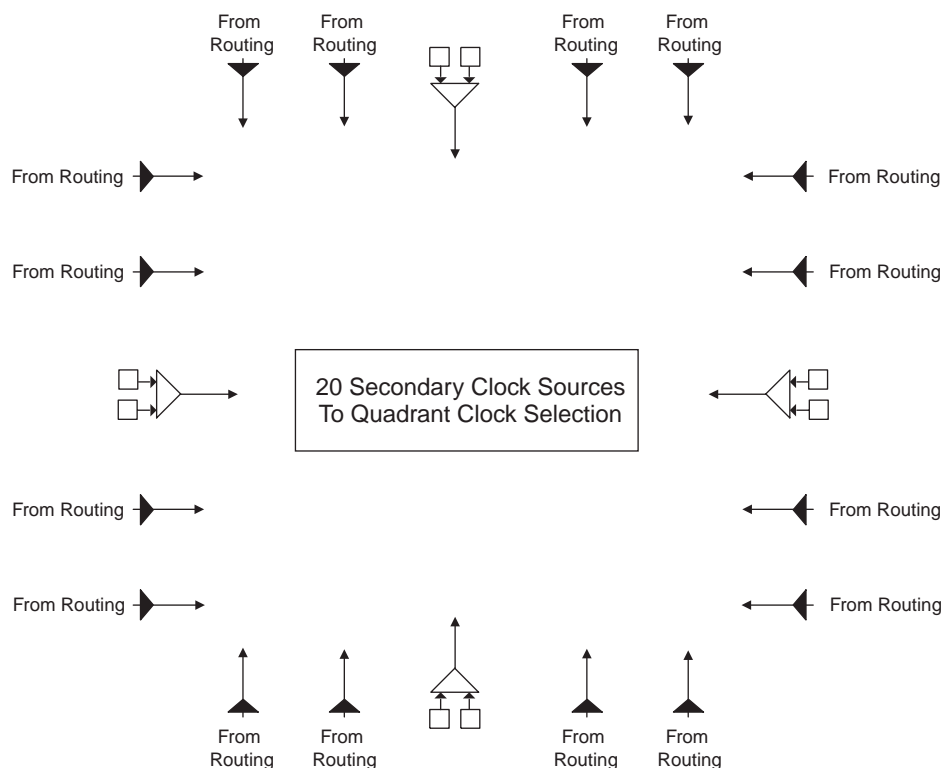 From
Routing
From
Routing
From
Routing
From
Routing
From Routing
From Routing
From Routing
From Routing
20 Secondary Clock Sources
To Quadrant Clock Selection
From Routing
From Routing
From Routing
From Routing
From
Routing
From
Routing
From
Routing
From
Routing